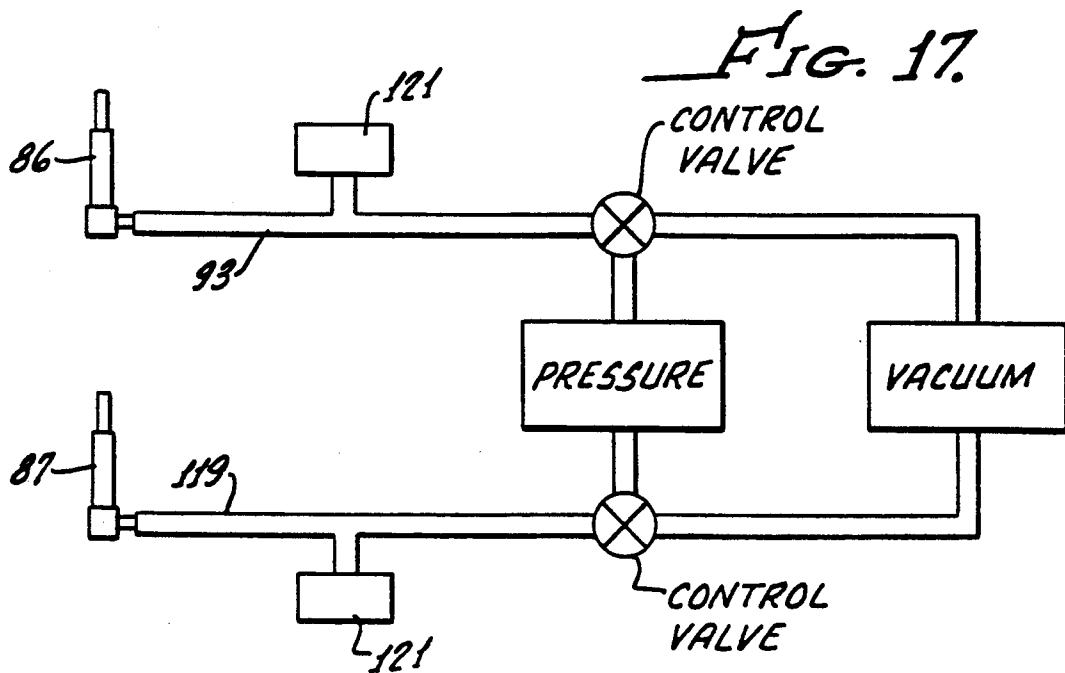 FIG. 17.
121
CONTROL
VALVE
86
93
PRESSURE
VACUUM
87
119
CONTROL
VALVE
121